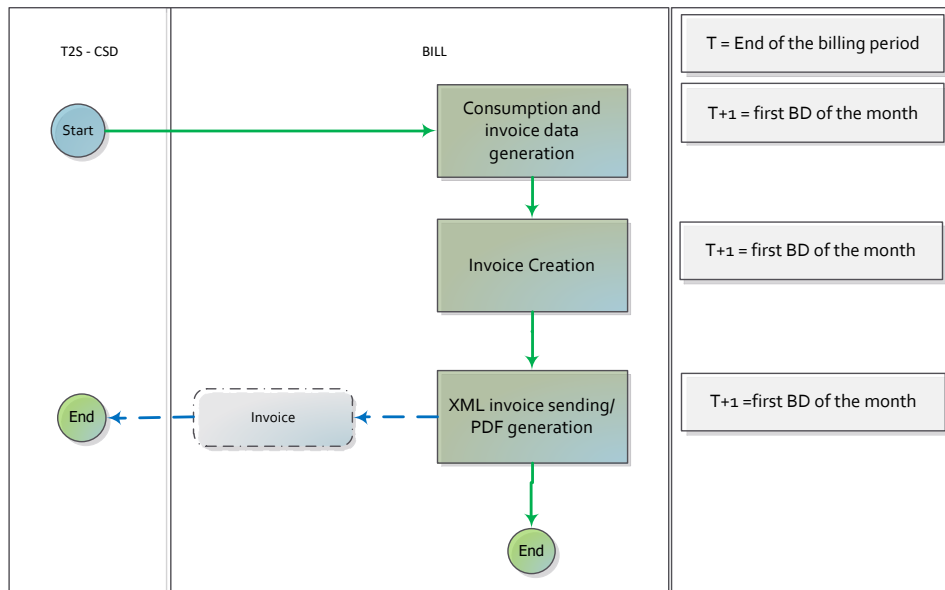 T2S - CSD
BILL
T = End of the billing period
Start
Consumption and
invoice data
generation
T+1 = first BD of the month
Invoice Creation
T+1 = first BD of the month
End
Invoice
XML invoice sending/
PDF generation
T+1 =first BD of the month
End